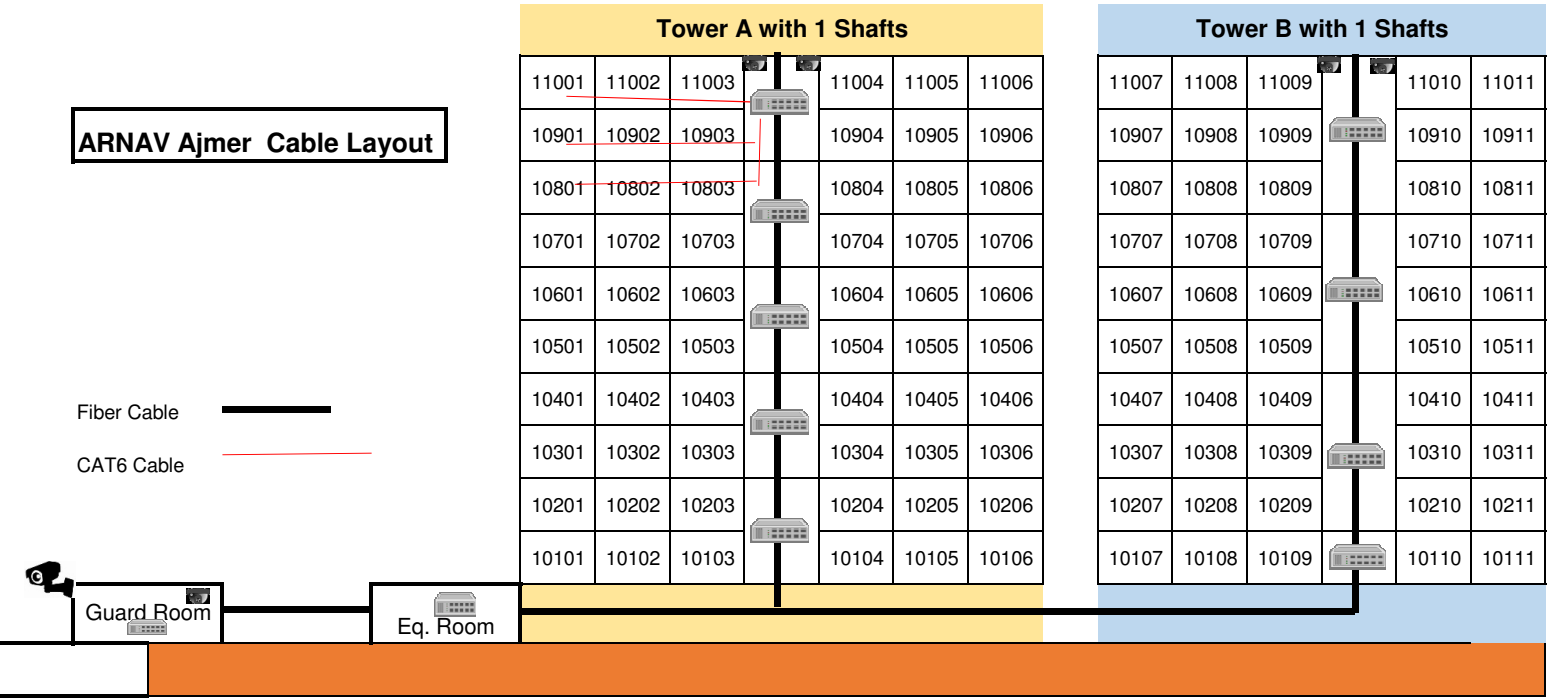 Tower A with 1 Shafts
Tower B with 1 Shafts
11001 11002 11003 11004 11005 11006 11007 11008 11009 11010 11011
ARNAV Ajmer Cable Layout
10901 10902 10903 10904 10905 10906 10907 10908 10909 10910 10911
10801 10802 10803 10804 10805 10806 10807 10808 10809 10810 10811
10701 10702 10703 10704 10705 10706 10707 10708 10709 10710 10711
10601 10602 10603 10604 10605 10606 10607 10608 10609 10610 10611
10501 10502 10503 10504 10505 10506 10507 10508 10509 10510 10511
Fiber Cable
10401 10402 10403 10404 10405 10406 10407 10408 10409 10410 10411
CAT6 Cable
10301 10302 10303 10304 10305 10306 10307 10308 10309 10310 10311
10201 10202 10203 10204 10205 10206 10207 10208 10209 10210 10211
10101 10102 10103 10104 10105 10106 10107 10108 10109 10110 10111
Guard Room
Eq. Room